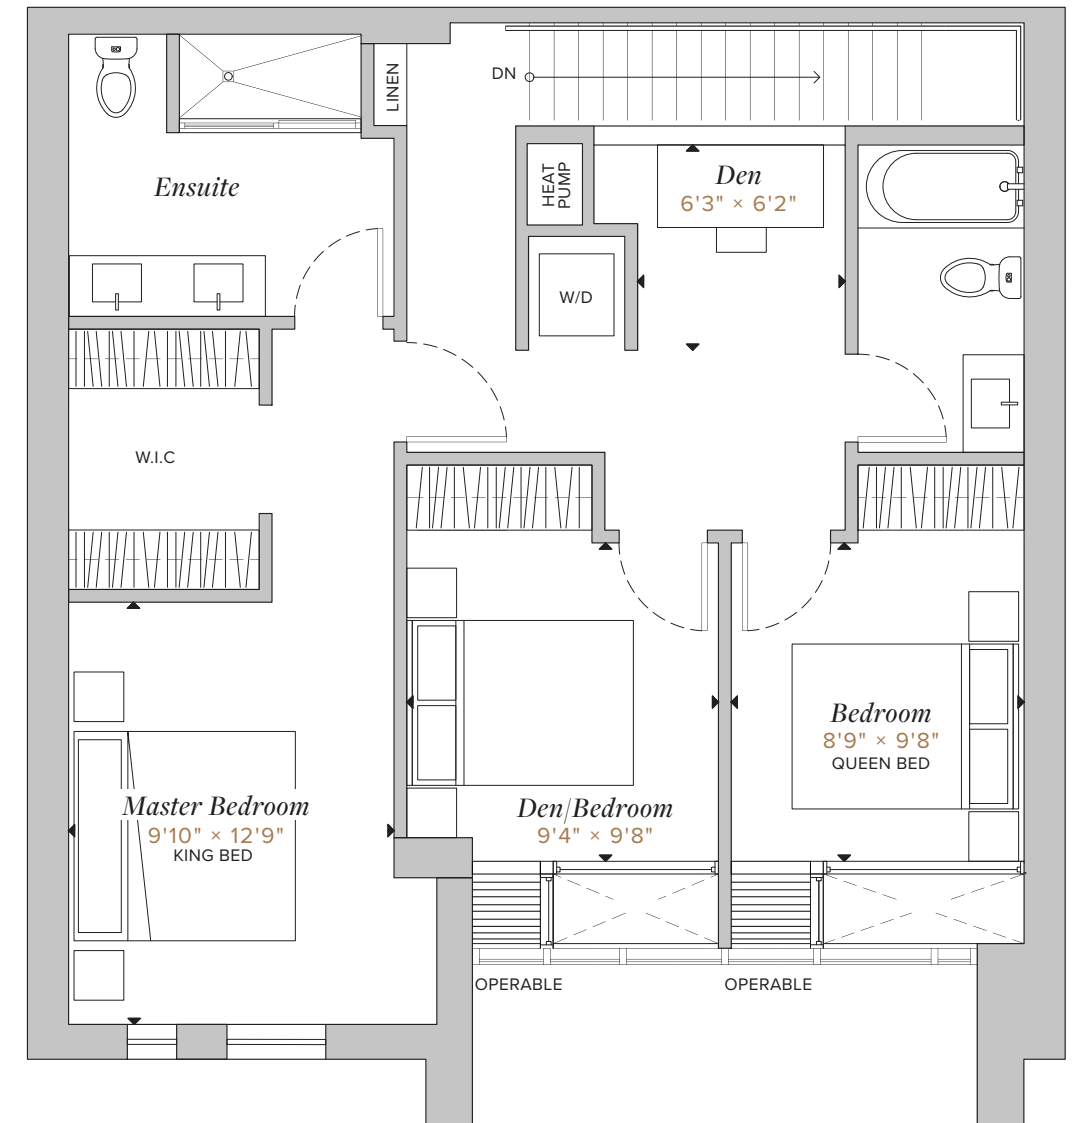 DN
LINEN
HEAT
PUMP
Den
6'3" × 6'2"
Ensuite
W/D
W.I.C
Bedroom
8'9" × 9'8"
QUEEN BED
Master Bedroom
9'10" × 12'9"
KING BED
Den/Bedroom
9'4" × 9'8"
OPERABLE
OPERABLE